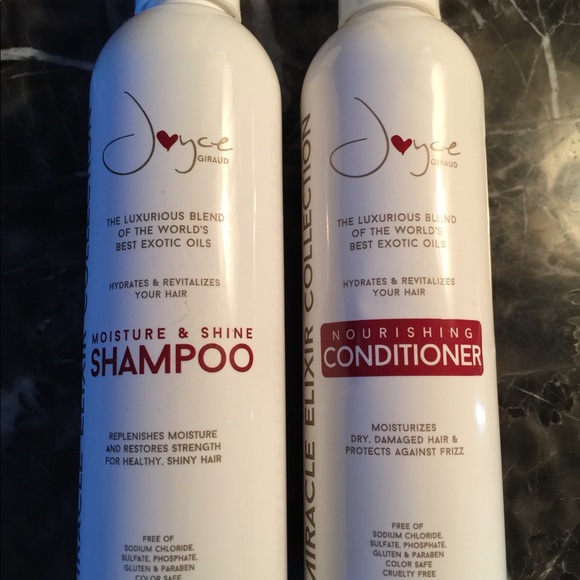 Joyce
GIRAUD
THE LUXURIOUS BLEND
OF THE WORLD'S
BEST EXOTIC OILS
HYDRATES & REVITALIZES
YOUR HAIR
MOISTURE & SHINE
SHAMPOO
REPLENISHES MOISTURE
AND RESTORES STRENGTH
FOR HEALTHY, SHINY HAIR
FREE OF
SODIUM CHLORIDE,
SULFATE, PHOSPHATE,
GLUTEN & PARABEN
COLOR SAFE
MIRACLE ELIXIR COLLECTION
Joyce
GIRAUD
THE LUXURIOUS BLEND
OF THE WORLD'S
BEST EXOTIC OILS
HYDRATES & REVITALIZES
YOUR HAIR
NOURISHING
CONDITIONER
MOISTURIZES
DRY, DAMAGED HAIR &
PROTECTS AGAINST FRIZZ
FREE OF
SODIUM CHLORIDE,
SULFATE, PHOSPHATE,
GLUTEN & PARABEN
COLOR SAFE
CRUELTY FREE